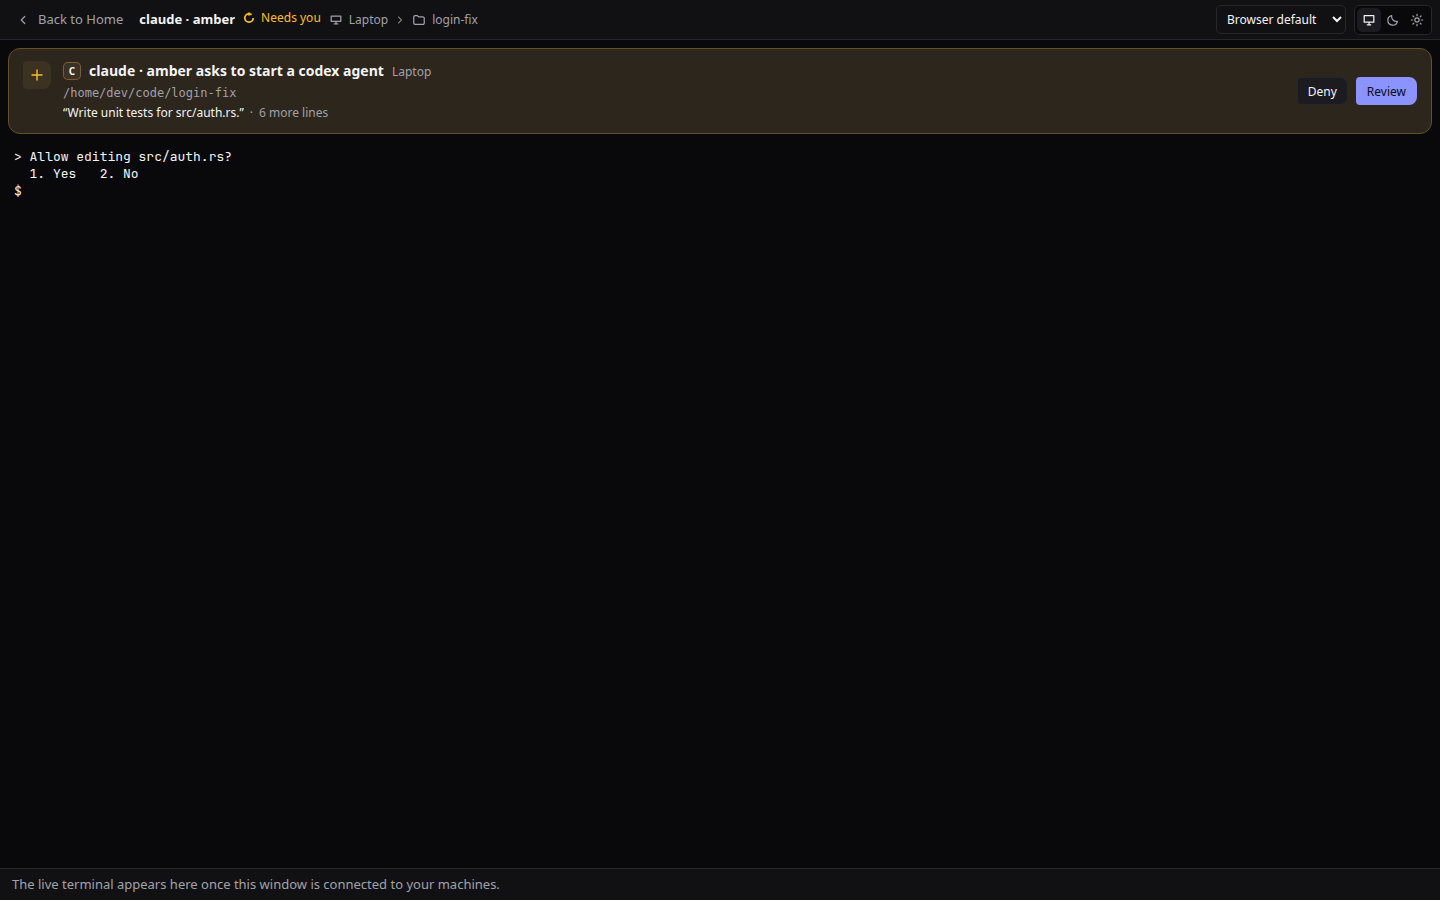 Back to Home claude · amber Needs you Laptop login-fix Browser default
C claude · amber asks to start a codex agent Laptop
/home/dev/code/login-fix
“Write unit tests for src/auth.rs.” · 6 more lines
Deny Review
> Allow editing src/auth.rs?
1. Yes 2. No
$
The live terminal appears here once this window is connected to your machines.